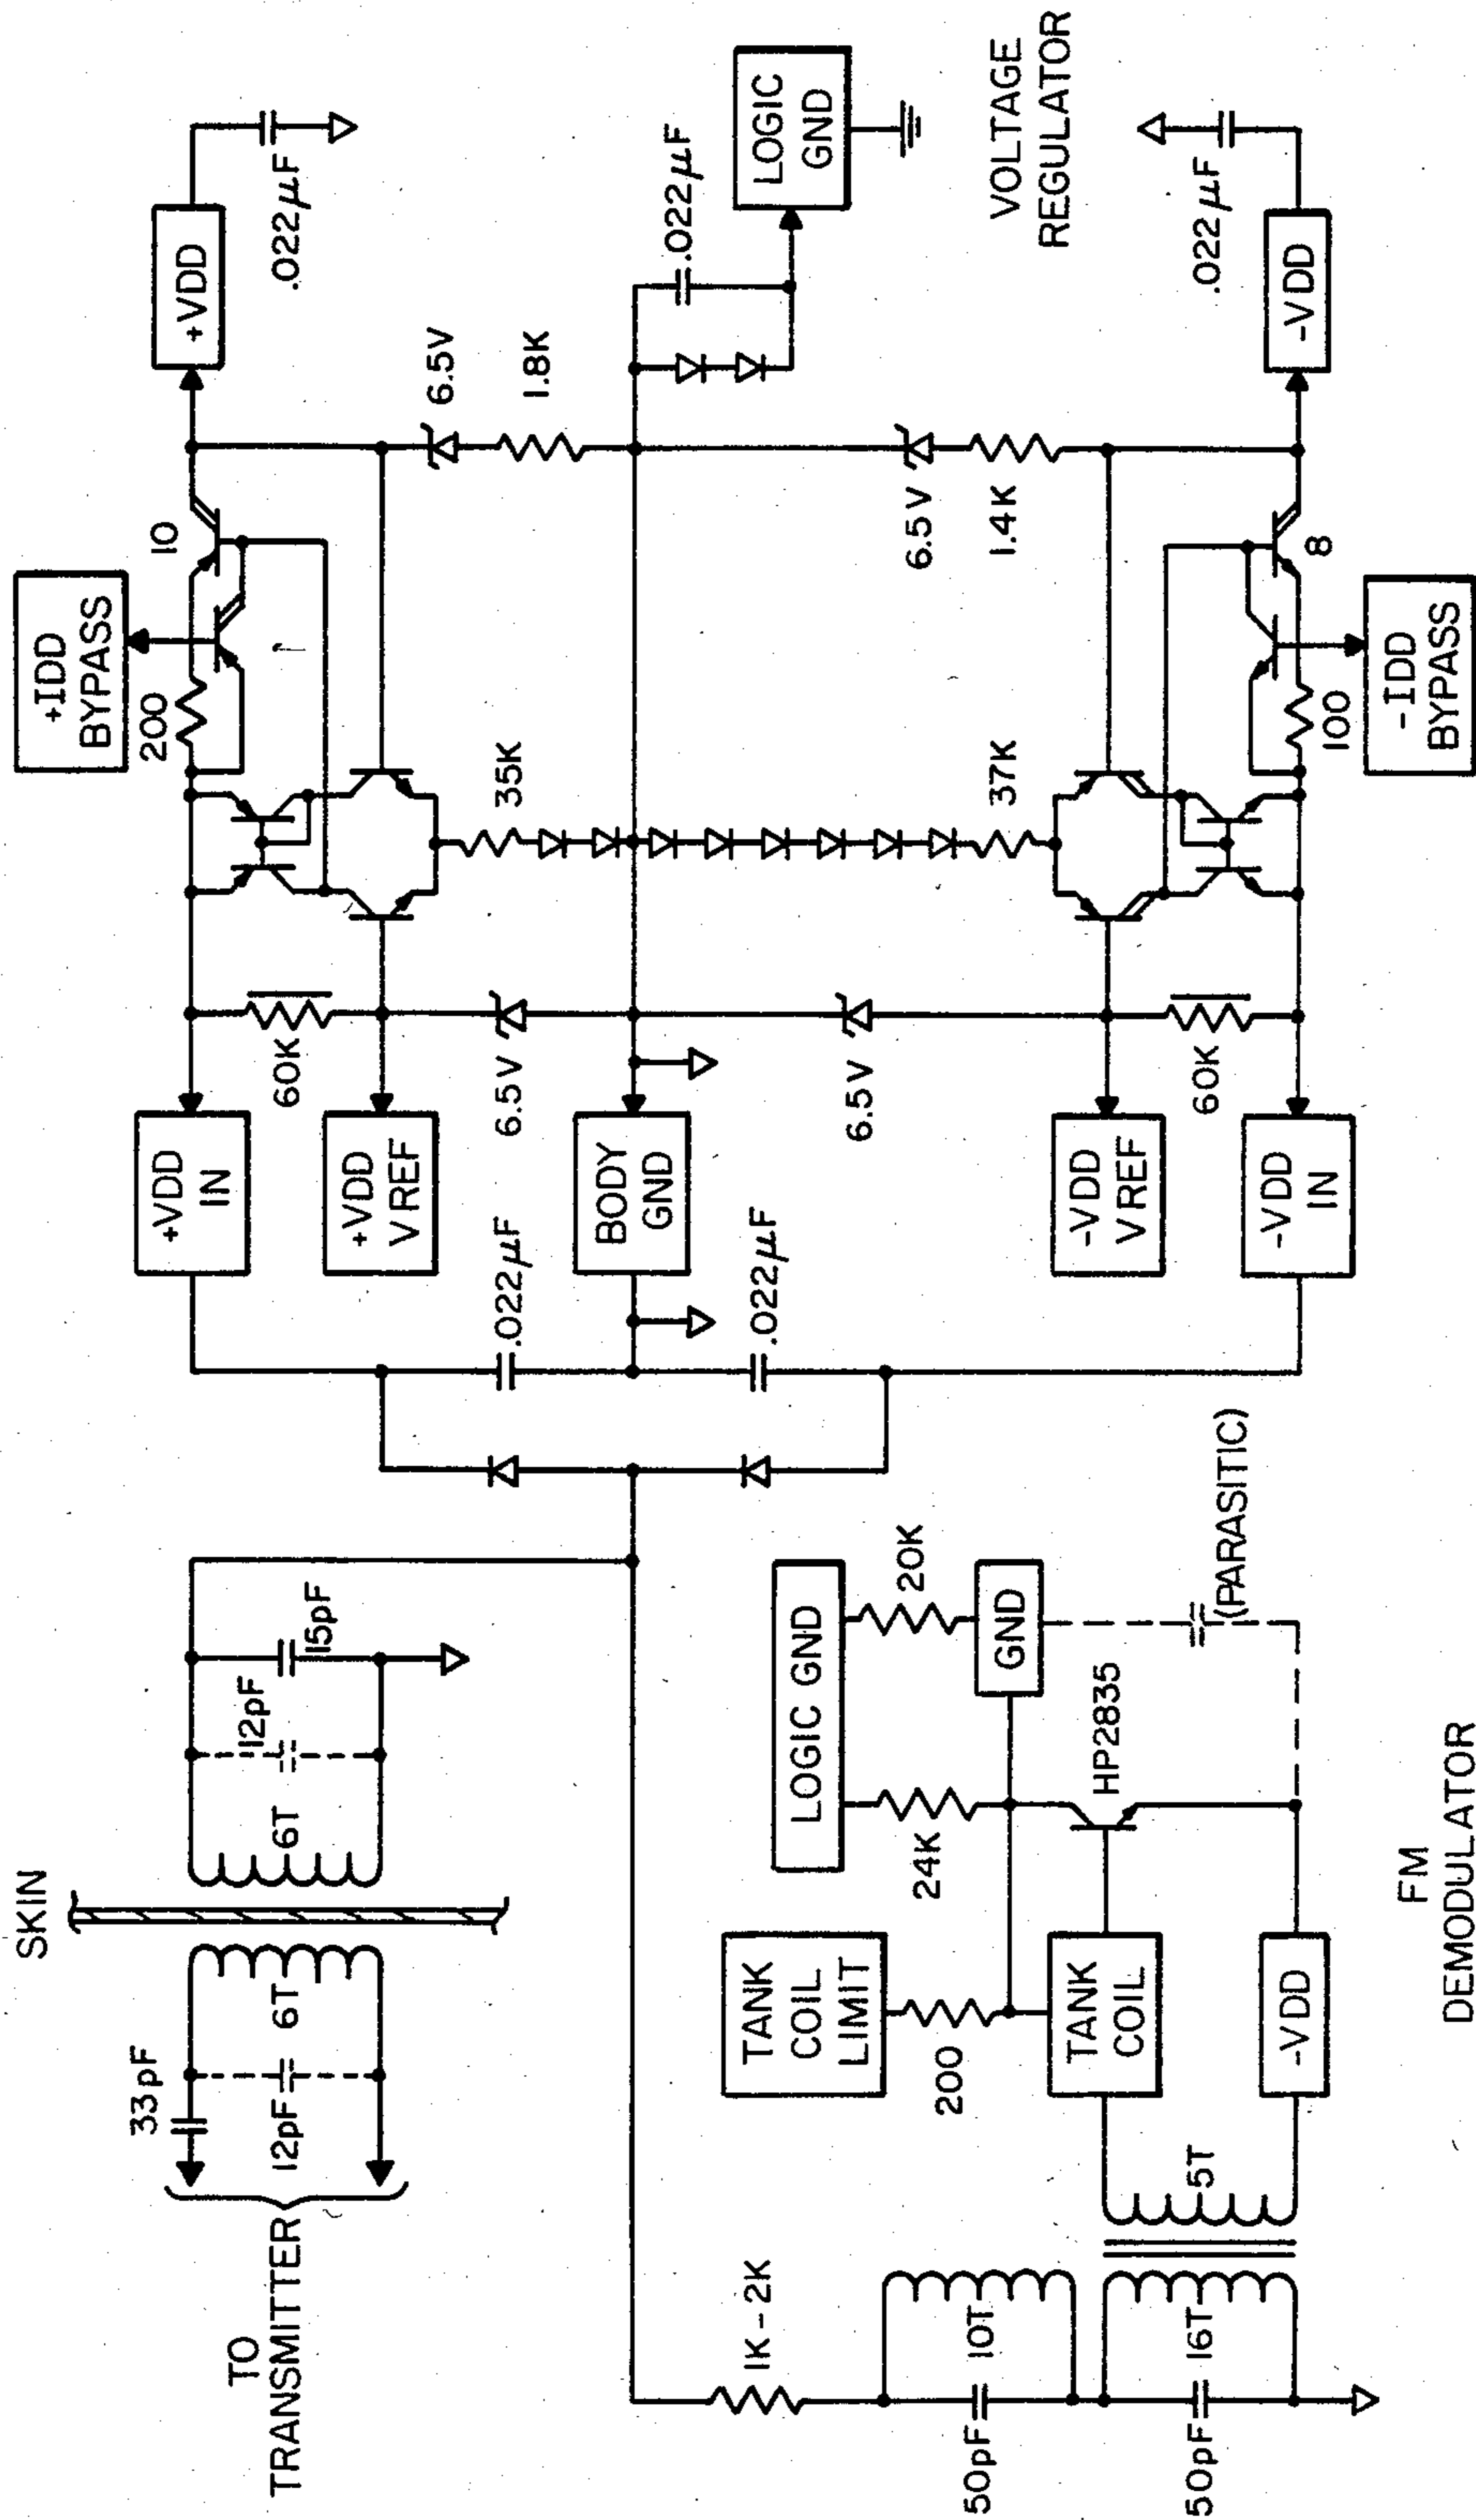 SKIN
33pF
12pF
6T
6T
12pF
15pF
TO
TRANSMITTER
1K-2K
50pF
10T
50pF
16T
5T
TANK
COIL
LIMIT
200
TANK
COIL
-VDD
LOGIC GND
24K
20K
GND
HP2835
(PARASITIC)
FM
DEMODULATOR
.022µF
.022µF
+VDD
IN
+VDD
VREF
BODY
GND
-VDD
VREF
-VDD
IN
60K
6.5V
6.5V
60K
+IDD
BYPASS
200
10
35K
37K
100
8
-IDD
BYPASS
6.5V
1.8K
6.5V
1.4K
+VDD
.022µF
.022µF
LOGIC
GND
VOLTAGE
REGULATOR
.022µF
-VDD